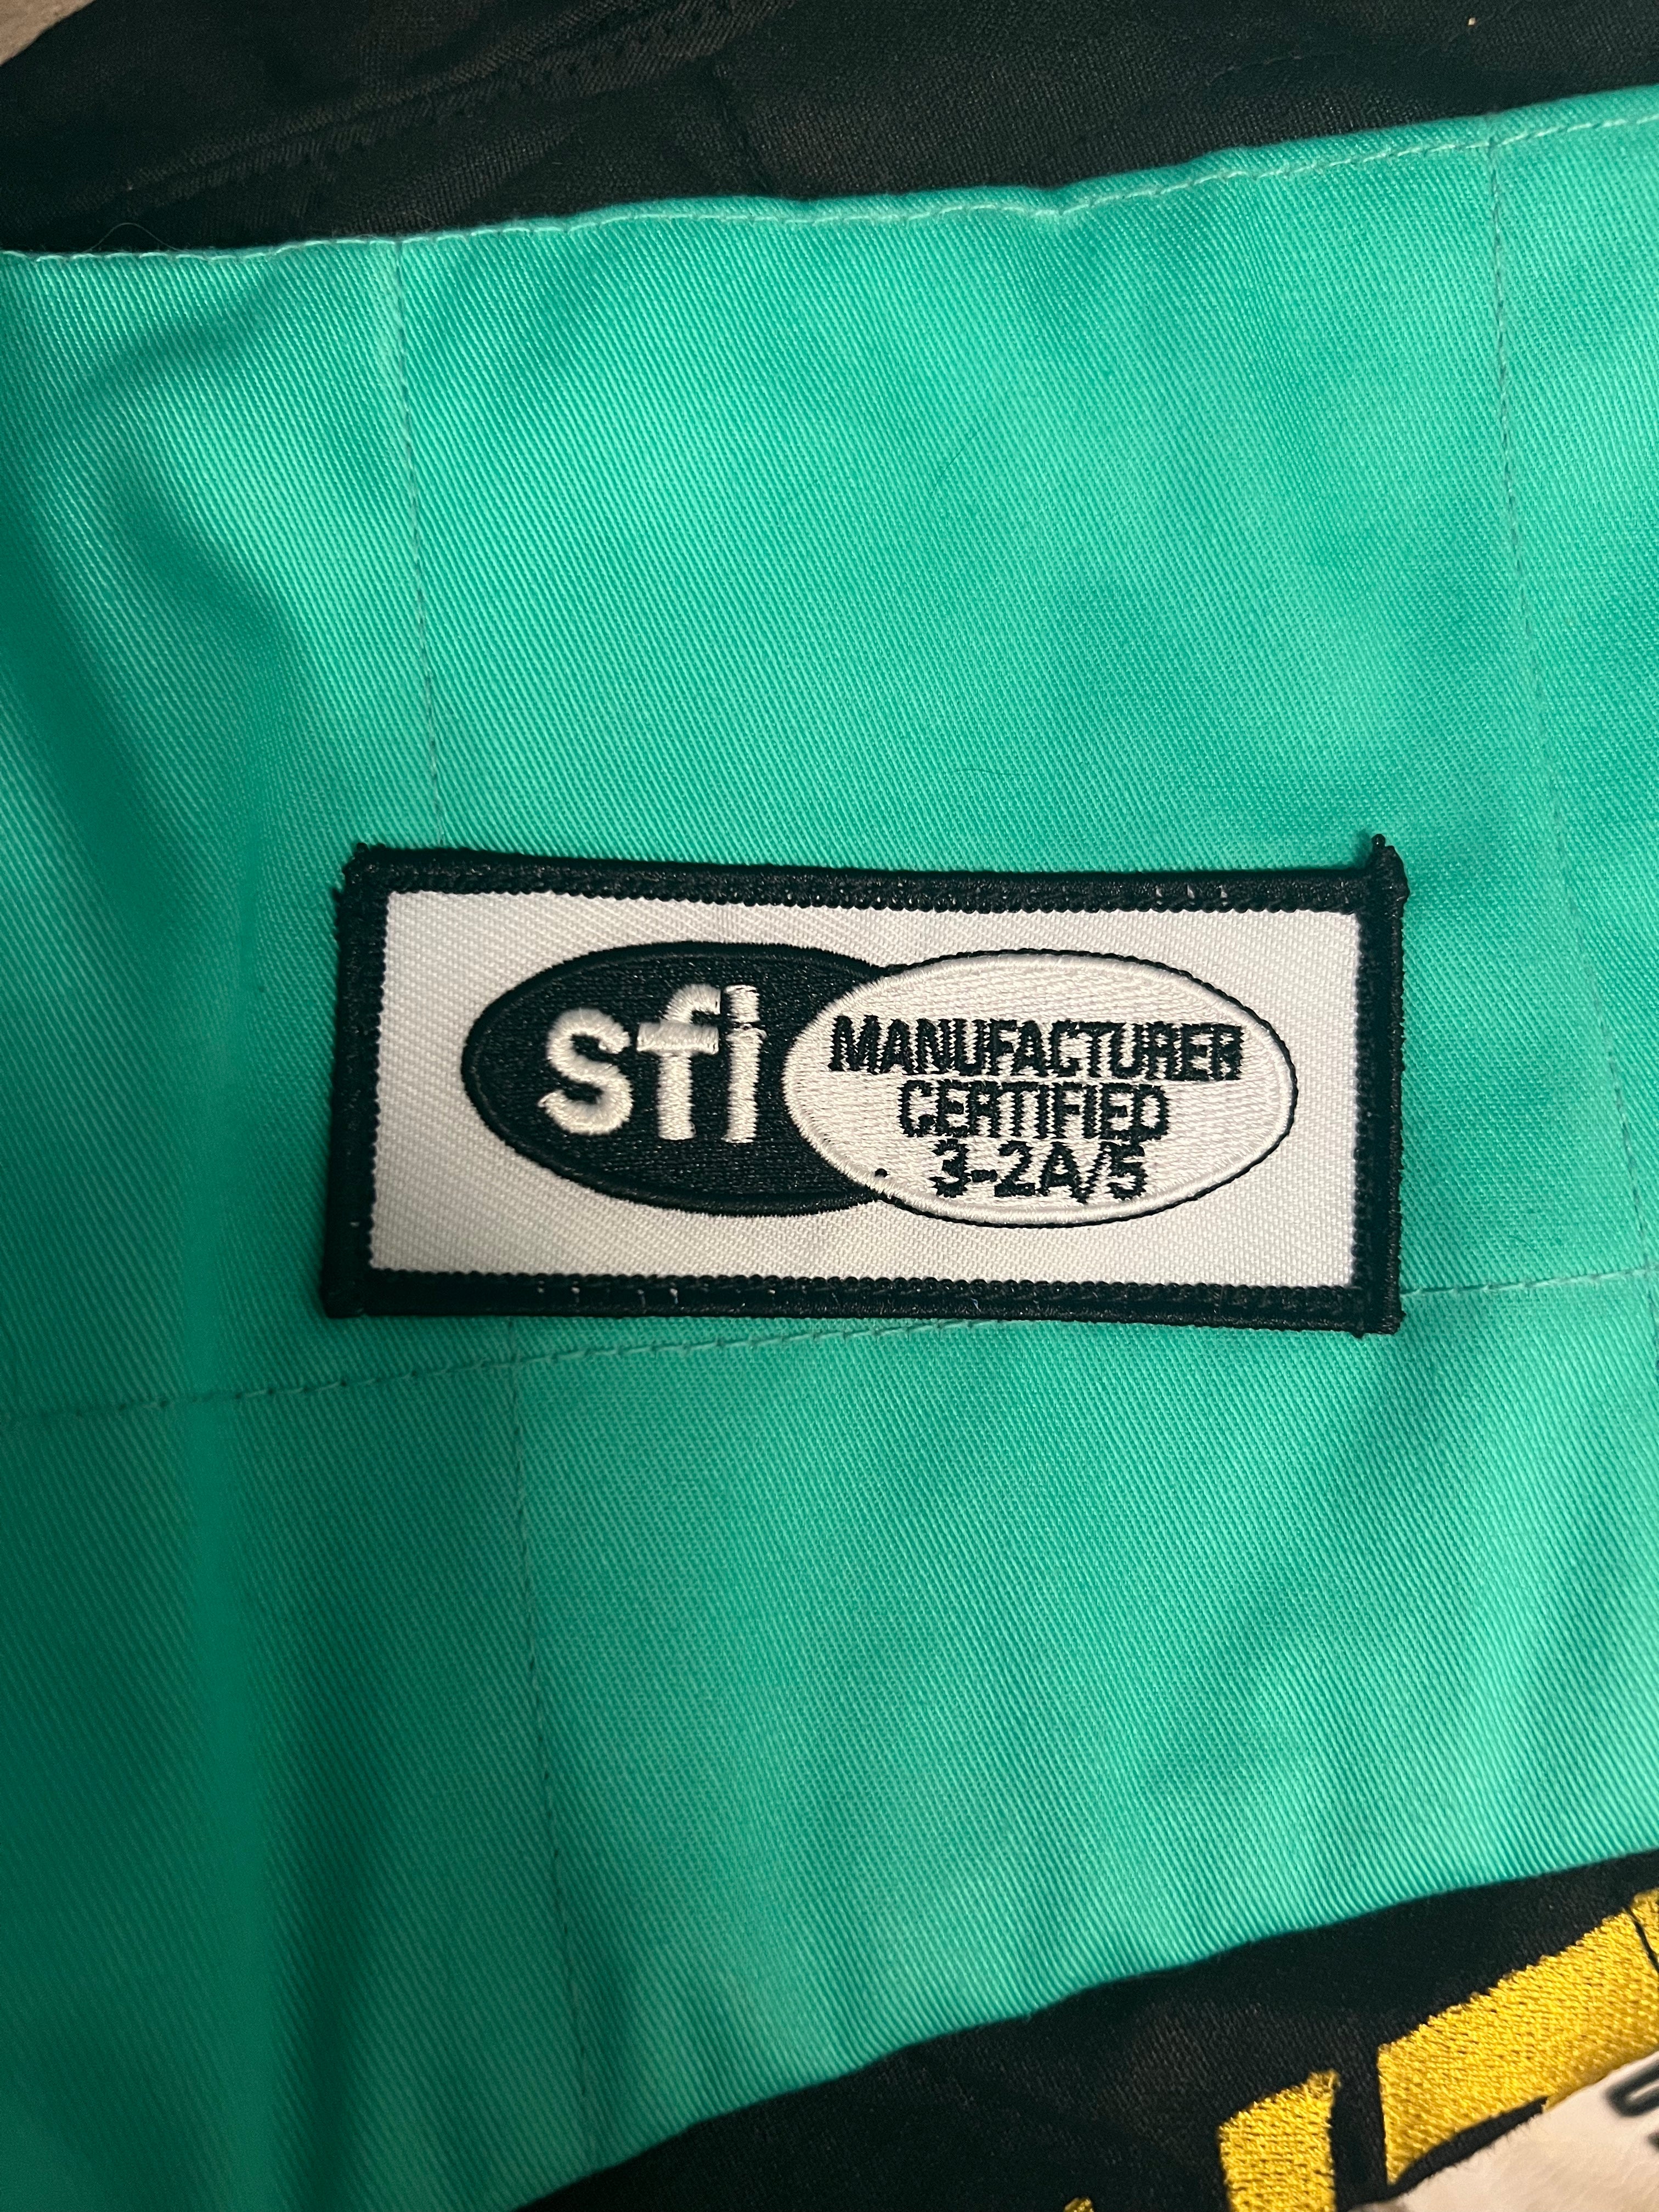 sfi
MANUFACTURER
CERTIFIED
3-2A/5